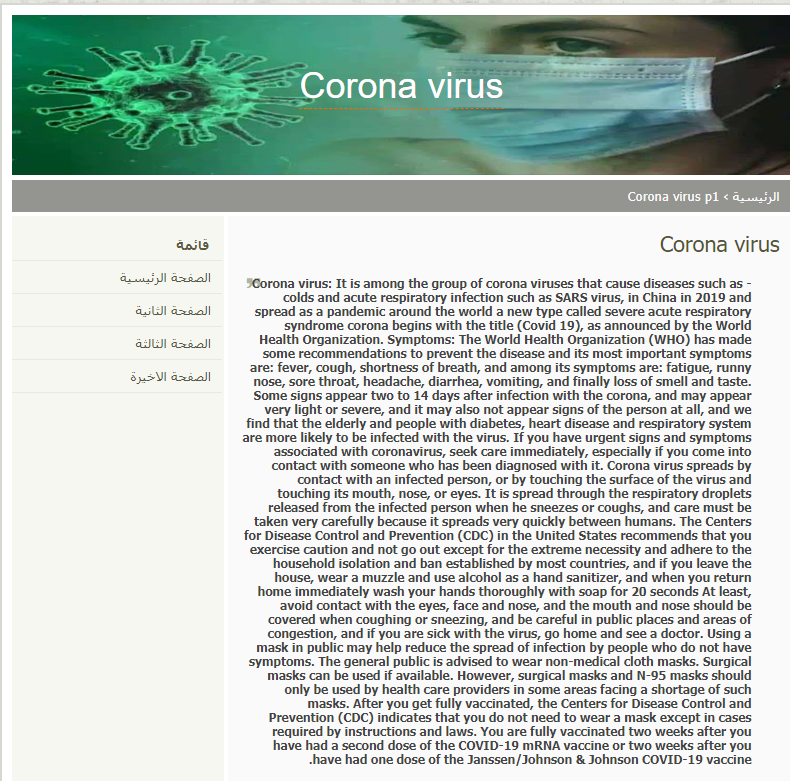 Corona virus
الرئيسية › Corona virus p1
قائمة
الصفحة الرئيسية
الصفحة الثانية
الصفحة الثالثة
الصفحة الاخيرة
Corona virus
Corona virus: It is among the group of corona viruses that cause diseases such as -
colds and acute respiratory infection such as SARS virus, in China in 2019 and
spread as a pandemic around the world a new type called severe acute respiratory
syndrome corona begins with the title (Covid 19), as announced by the World
Health Organization. Symptoms: The World Health Organization (WHO) has made
some recommendations to prevent the disease and its most important symptoms
are: fever, cough, shortness of breath, and among its symptoms are: fatigue, runny
nose, sore throat, headache, diarrhea, vomiting, and finally loss of smell and taste.
Some signs appear two to 14 days after infection with the corona, and may appear
very light or severe, and it may also not appear signs of the person at all, and we
find that the elderly and people with diabetes, heart disease and respiratory system
are more likely to be infected with the virus. If you have urgent signs and symptoms
associated with coronavirus, seek care immediately, especially if you come into
contact with someone who has been diagnosed with it. Corona virus spreads by
contact with an infected person, or by touching the surface of the virus and
touching its mouth, nose, or eyes. It is spread through the respiratory droplets
released from the infected person when he sneezes or coughs, and care must be
taken very carefully because it spreads very quickly between humans. The Centers
for Disease Control and Prevention (CDC) in the United States recommends that you
exercise caution and not go out except for the extreme necessity and adhere to the
household isolation and ban established by most countries, and if you leave the
house, wear a muzzle and use alcohol as a hand sanitizer, and when you return
home immediately wash your hands thoroughly with soap for 20 seconds At least,
avoid contact with the eyes, face and nose, and the mouth and nose should be
covered when coughing or sneezing, and be careful in public places and areas of
congestion, and if you are sick with the virus, go home and see a doctor. Using a
mask in public may help reduce the spread of infection by people who do not have
symptoms. The general public is advised to wear non-medical cloth masks. Surgical
masks can be used if available. However, surgical masks and N-95 masks should
only be used by health care providers in some areas facing a shortage of such
masks. After you get fully vaccinated, the Centers for Disease Control and
Prevention (CDC) indicates that you do not need to wear a mask except in cases
required by instructions and laws. You are fully vaccinated two weeks after you
have had a second dose of the COVID-19 mRNA vaccine or two weeks after you
.have had one dose of the Janssen/Johnson & Johnson COVID-19 vaccine